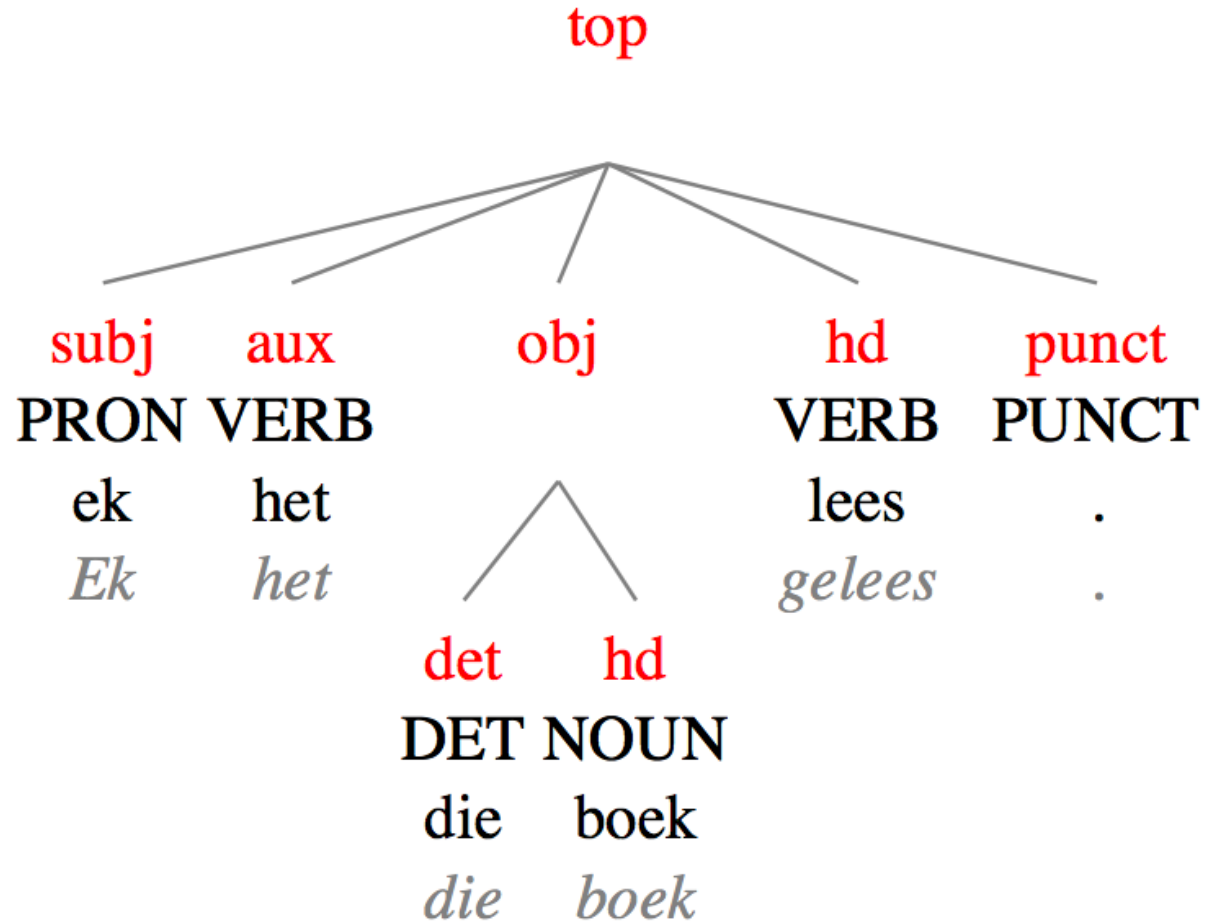 top
subj aux obj hd punct
PRON VERB VERB PUNCT
ek het lees .
Ek het gelees .
det hd
DET NOUN
die boek
die boek